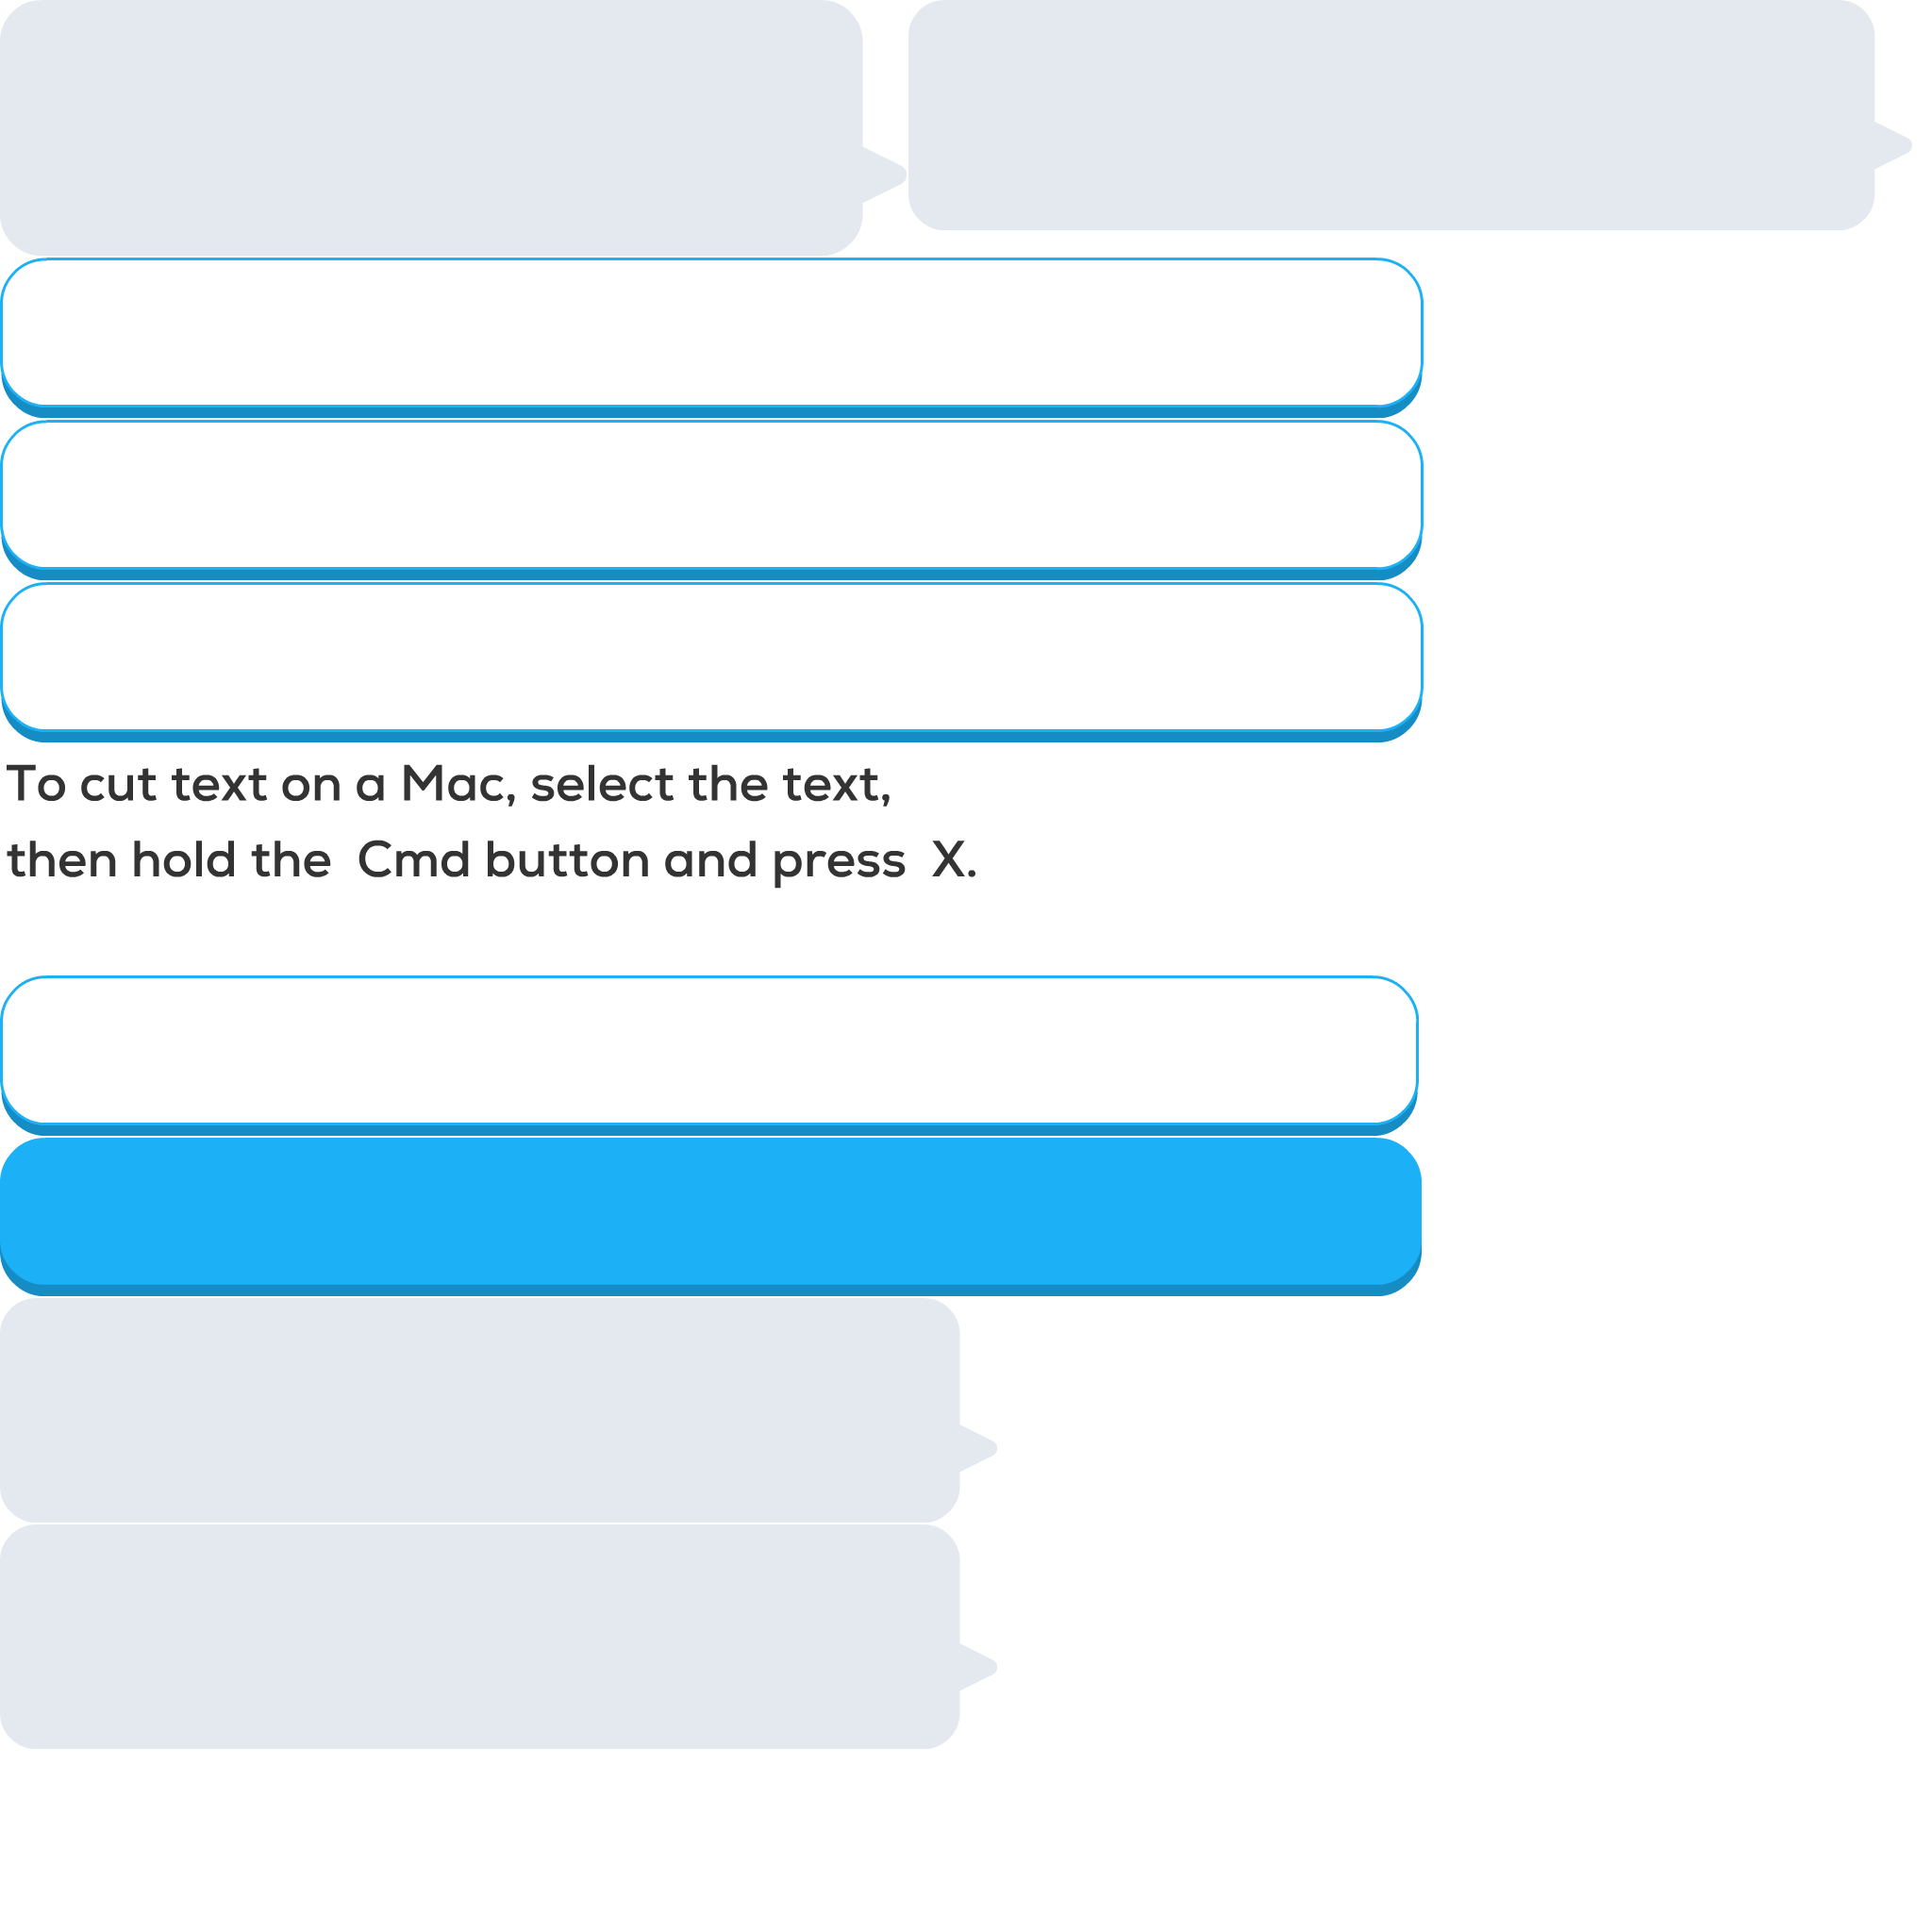 To cut text on a Mac, select the text,
then hold the Cmd button and press X.